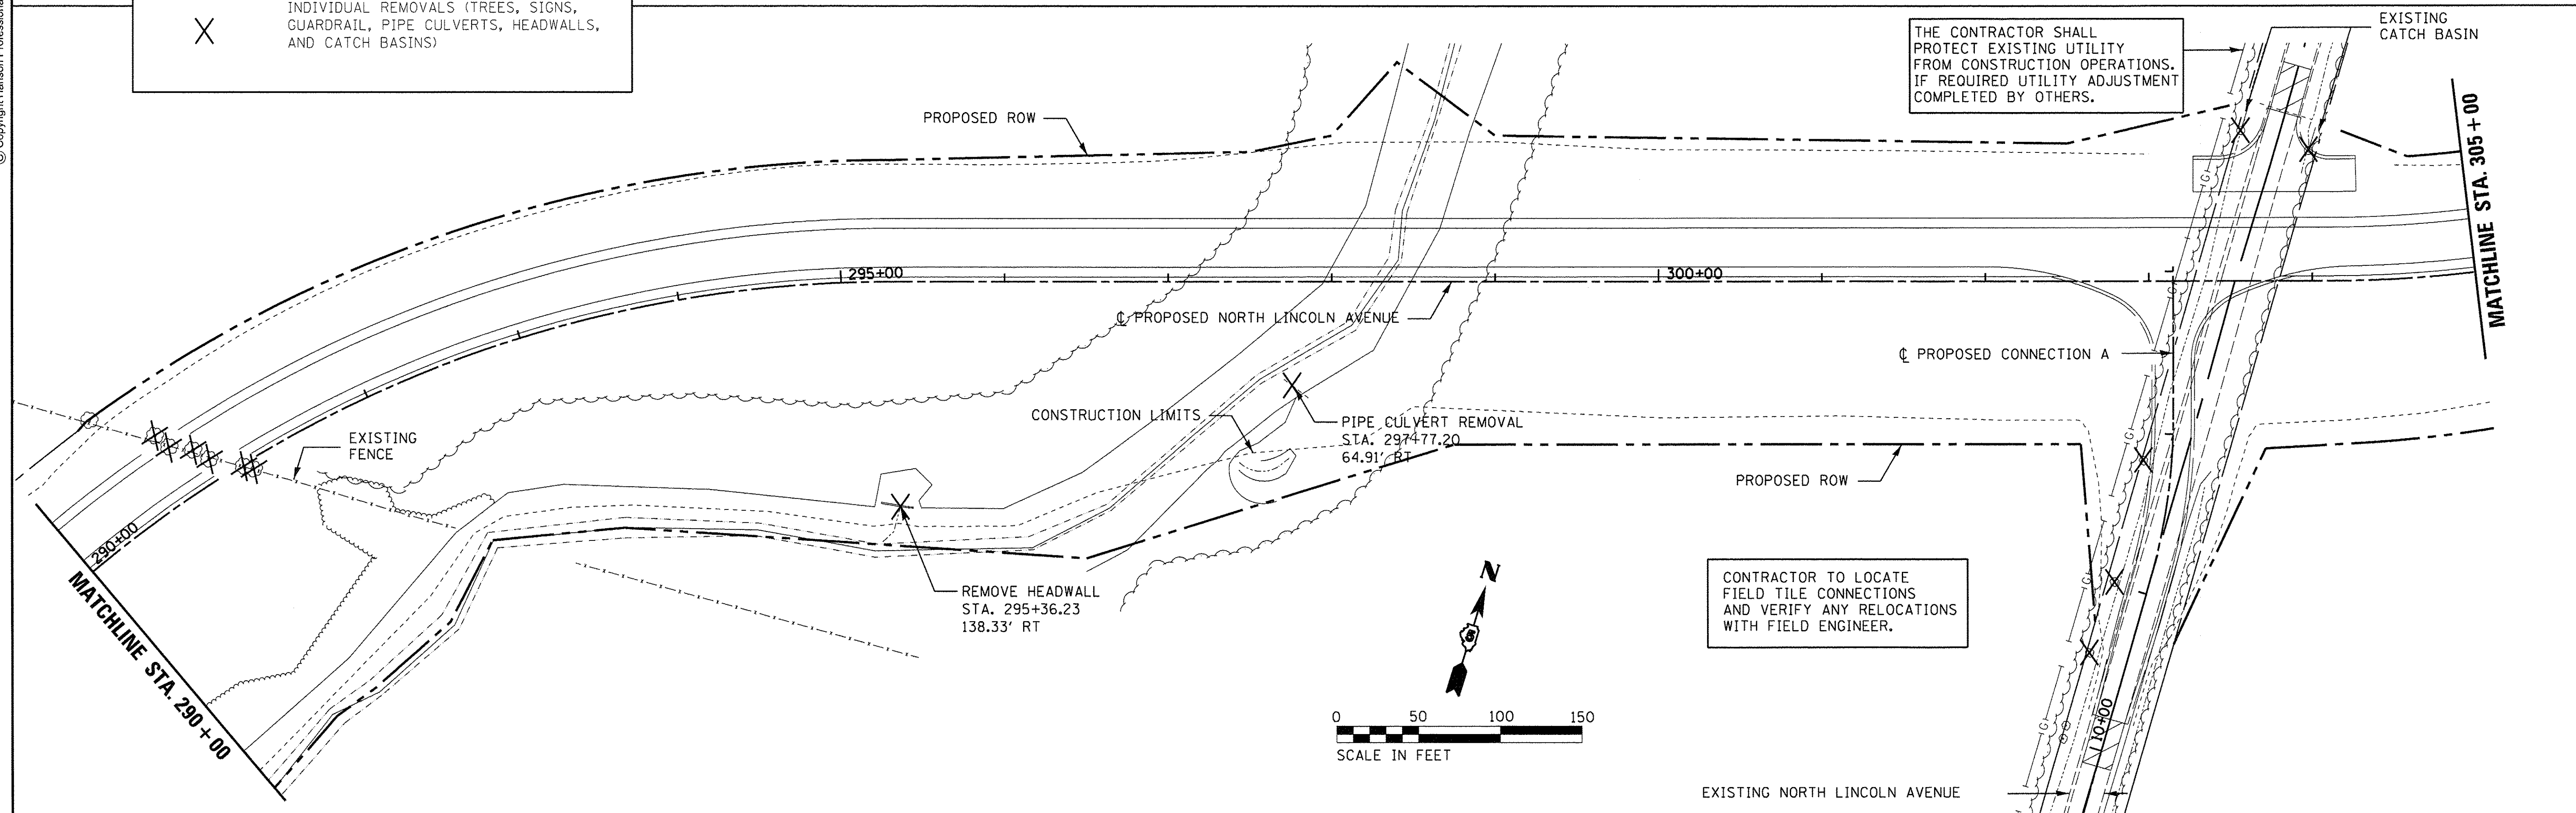 © Copyright Hanson Professional
INDIVIDUAL REMOVALS (TREES, SIGNS,
GUARDRAIL, PIPE CULVERTS, HEADWALLS,
AND CATCH BASINS)
THE CONTRACTOR SHALL
PROTECT EXISTING UTILITY
FROM CONSTRUCTION OPERATIONS.
IF REQUIRED UTILITY ADJUSTMENT
COMPLETED BY OTHERS.
EXISTING
CATCH BASIN
PROPOSED ROW
MATCHLINE STA. 305+00
G
295+00
300+00
G
℄ PROPOSED NORTH LINCOLN AVENUE
℄ PROPOSED CONNECTION A
CONSTRUCTION LIMITS
PIPE CULVERT REMOVAL
STA. 297+77.20
64.91' RT
EXISTING
FENCE
G
PROPOSED ROW
290+00
MATCHLINE STA. 290+00
REMOVE HEADWALL
STA. 295+36.23
138.33' RT
N
5
CONTRACTOR TO LOCATE
FIELD TILE CONNECTIONS
AND VERIFY ANY RELOCATIONS
WITH FIELD ENGINEER.
G
0 50 100 150
SCALE IN FEET
110+00
G
EXISTING NORTH LINCOLN AVENUE